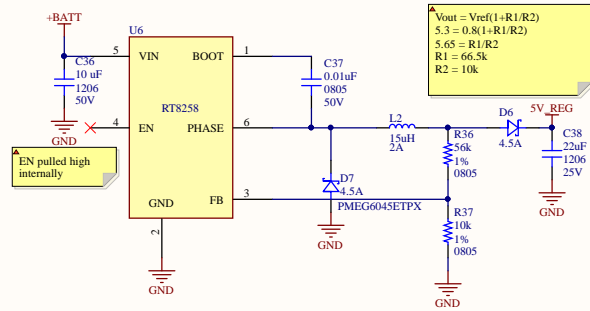 +BATT
U6
C36
10 uF
1206
50V
GND
5
VIN
BOOT
1
C37
0.01uF
0805
50V
RT8258
4
EN
PHASE
6
GND
FB
3
2
GND
EN pulled high
internally
L2
15uH
2A
D7
4.5A
PMEG6045ETPX
GND
R36
56k
1%
0805
R37
10k
1%
0805
GND
D6
4.5A
5V_REG
C38
22uF
1206
25V
GND
Vout = Vref(1+R1/R2)
5.3 = 0.8(1+R1/R2)
5.65 = R1/R2
R1 = 66.5k
R2 = 10k